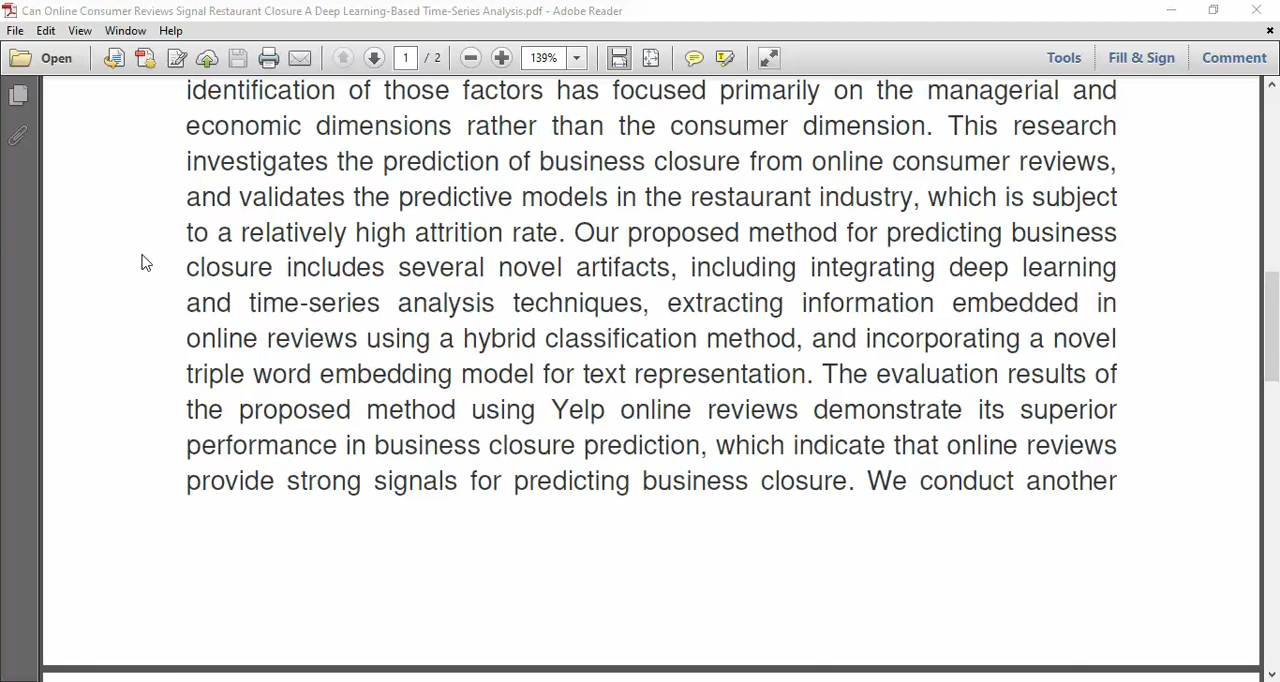 Can Online Consumer Reviews Signal Restaurant Closure A Deep Learning-Based Time-Series Analysis.pdf - Adobe Reader
File Edit View Window Help
Open 1 / 2 139% Tools Fill & Sign Comment
identification of those factors has focused primarily on the managerial and
economic dimensions rather than the consumer dimension. This research
investigates the prediction of business closure from online consumer reviews,
and validates the predictive models in the restaurant industry, which is subject
to a relatively high attrition rate. Our proposed method for predicting business
closure includes several novel artifacts, including integrating deep learning
and time-series analysis techniques, extracting information embedded in
online reviews using a hybrid classification method, and incorporating a novel
triple word embedding model for text representation. The evaluation results of
the proposed method using Yelp online reviews demonstrate its superior
performance in business closure prediction, which indicate that online reviews
provide strong signals for predicting business closure. We conduct another